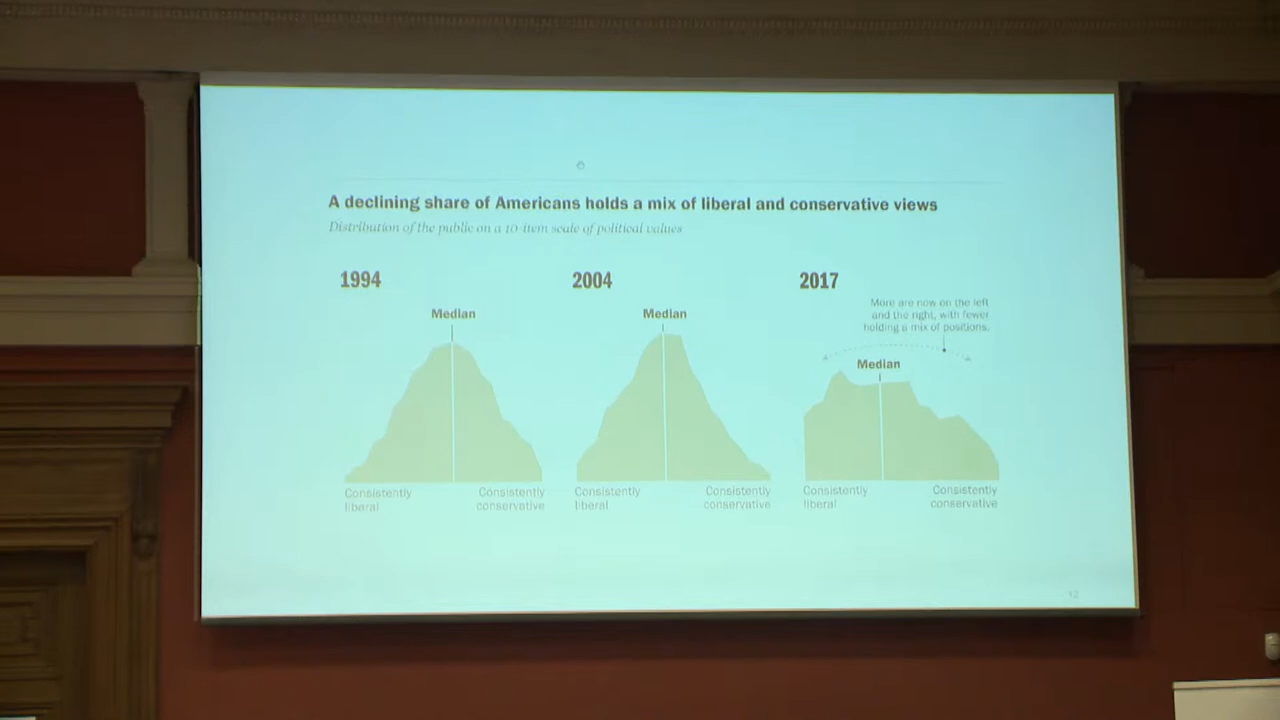 A declining share of Americans holds a mix of liberal and conservative views
Distribution of the public on a 10-item scale of political values
1994
2004
2017
More are now on the left
and the right, with fewer
holding a mix of positions.
Median
Median
Median
Consistently
liberal
Consistently
conservative
Consistently
liberal
Consistently
conservative
Consistently
liberal
Consistently
conservative
12